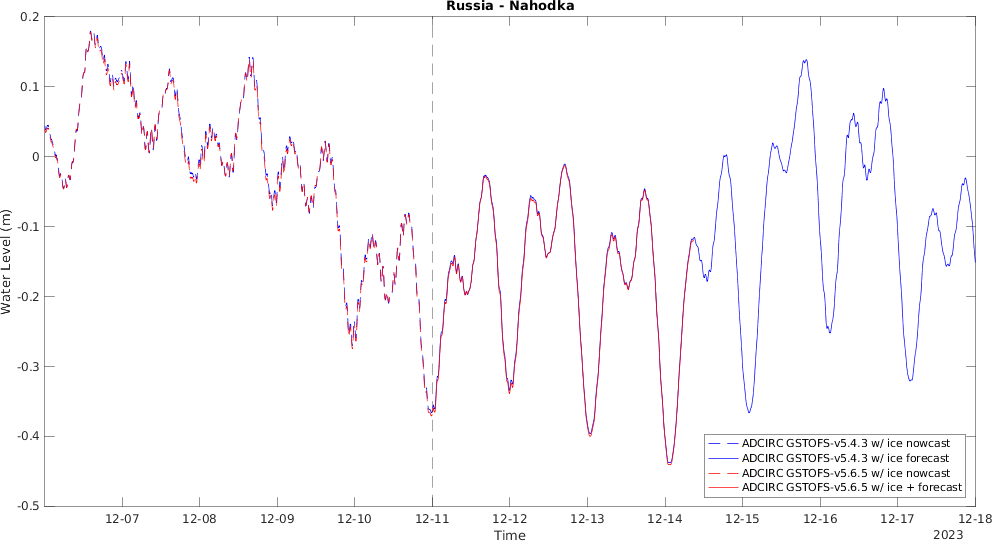 Russia - Nahodka
0.2
0.1
0
-0.1
-0.2
-0.3
-0.4
-0.5
Water Level (m)
ADCIRC GSTOFS-v5.4.3 w/ ice nowcast
ADCIRC GSTOFS-v5.4.3 w/ ice forecast
ADCIRC GSTOFS-v5.6.5 w/ ice nowcast
ADCIRC GSTOFS-v5.6.5 w/ ice + forecast
12-07 12-08 12-09 12-10 12-11 12-12 12-13 12-14 12-15 12-16 12-17 12-18
Time
2023